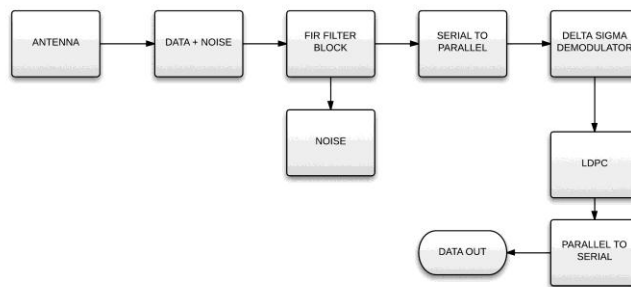 ANTENNA
DATA + NOISE
FIR FILTER
BLOCK
SERIAL TO
PARALLEL
DELTA SIGMA
DEMODULATOR
NOISE
LDPC
DATA OUT
PARALLEL TO
SERIAL